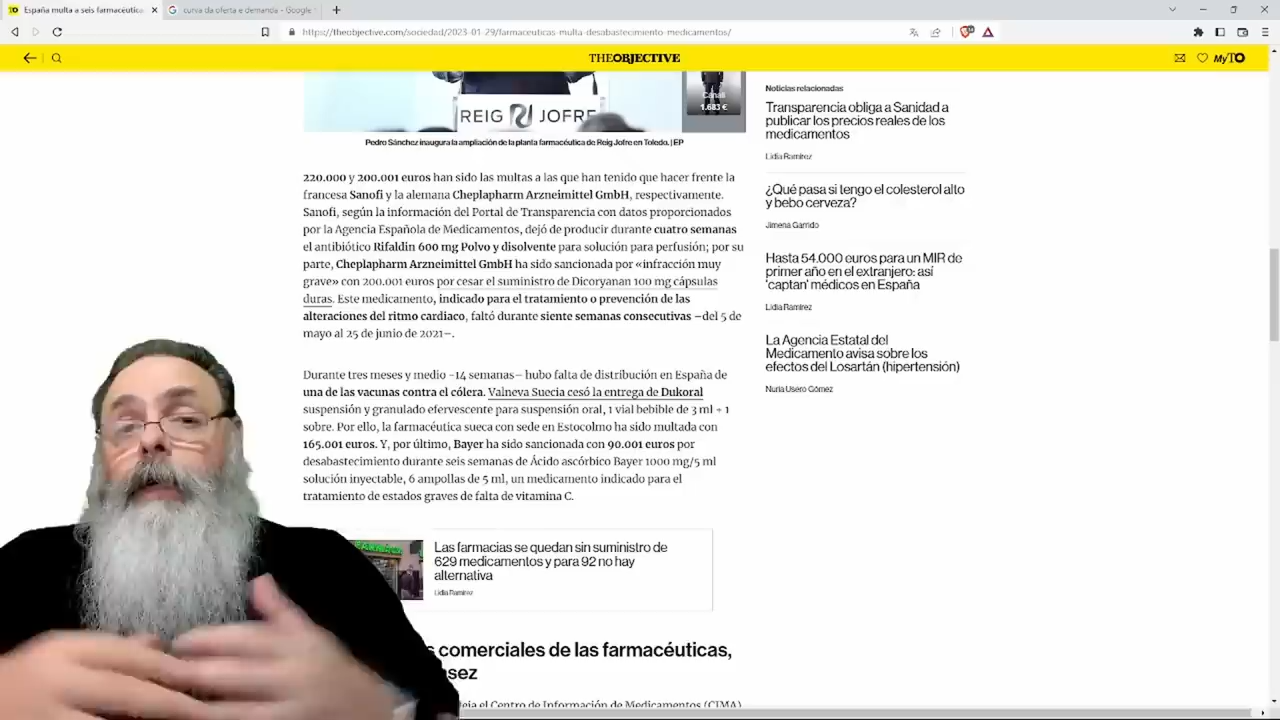 España multa a seis farmacéutica
curva da oferta e demanda - Google
https://theobjective.com/sociedad/2023-01-29/farmaceuticas-multa-desabastecimiento-medicamentos/
THEOBJECTIVE
MyTO
REIG JOFRE
Canali
1.683 €
Pedro Sánchez inaugura la ampliación de la planta farmacéutica de Reig Jofre en Toledo. | EP
220.000 y 200.001 euros han sido las multas a las que han tenido que hacer frente la
francesa Sanofi y la alemana Cheplapharm Arzneimittel GmbH, respectivamente.
Sanofi, según la información del Portal de Transparencia con datos proporcionados
por la Agencia Española de Medicamentos, dejó de producir durante cuatro semanas
el antibiótico Rifaldin 600 mg Polvo y disolvente para solución para perfusión; por su
parte, Cheplapharm Arzneimittel GmbH ha sido sancionada por «infracción muy
grave» con 200.001 euros por cesar el suministro de Dicoryanan 100 mg cápsulas
duras. Este medicamento, indicado para el tratamiento o prevención de las
alteraciones del ritmo cardiaco, faltó durante siente semanas consecutivas –del 5 de
mayo al 25 de junio de 2021–.
Durante tres meses y medio -14 semanas– hubo falta de distribución en España de
una de las vacunas contra el cólera. Valneva Suecia cesó la entrega de Dukoral
suspensión y granulado efervescente para suspensión oral, 1 vial bebible de 3 ml + 1
sobre. Por ello, la farmacéutica sueca con sede en Estocolmo ha sido multada con
165.001 euros. Y, por último, Bayer ha sido sancionada con 90.001 euros por
desabastecimiento durante seis semanas de Ácido ascórbico Bayer 1000 mg/5 ml
solución inyectable, 6 ampollas de 5 ml, un medicamento indicado para el
tratamiento de estados graves de falta de vitamina C.
Las farmacias se quedan sin suministro de
629 medicamentos y para 92 no hay
alternativa
Lidia Ramírez
comerciales de las farmacéuticas,
sez
teja el Centro de Información de Medicamentos (CIMA)
Noticias relacionadas
Transparencia obliga a Sanidad a
publicar los precios reales de los
medicamentos
Lidia Ramírez
¿Qué pasa si tengo el colesterol alto
y bebo cerveza?
Jimena Garrido
Hasta 54.000 euros para un MIR de
primer año en el extranjero: así
'captan' médicos en España
Lidia Ramírez
La Agencia Estatal del
Medicamento avisa sobre los
efectos del Losartán (hipertensión)
Nuria Usero Gómez